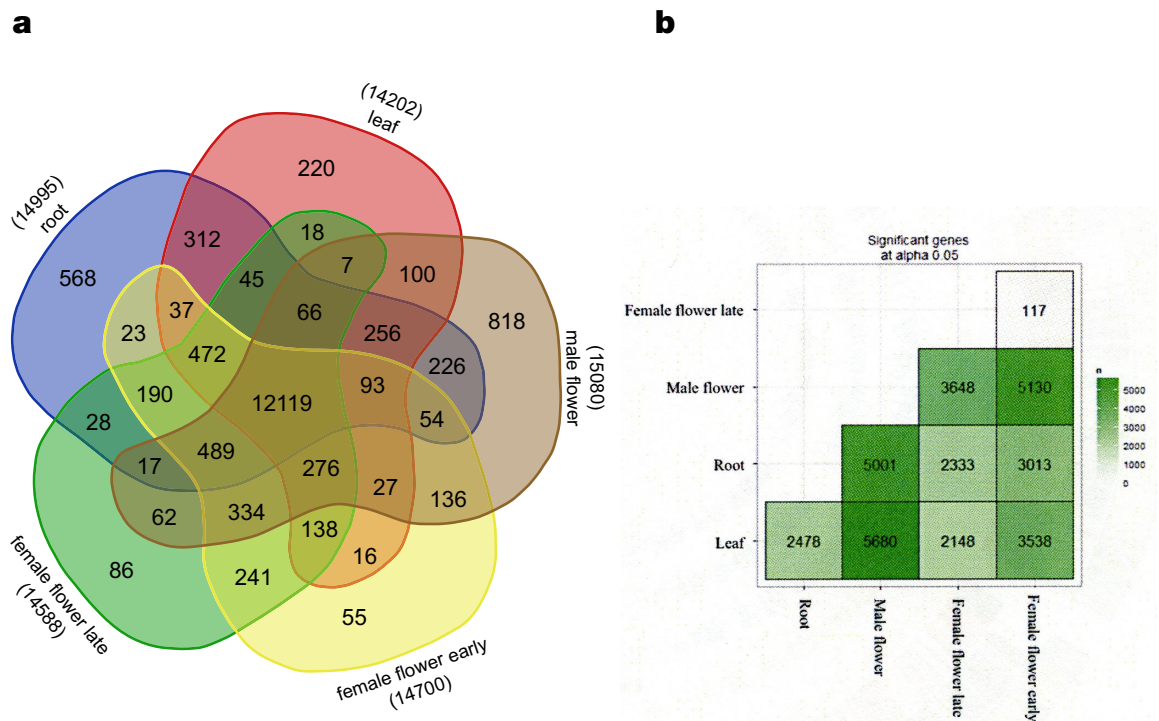 a
b
(14202)
leaf
(14995)
root
220
312
18
7
100
568
45
37
66
256
818
23
472
226
(15080)
male flower
190
12119
93
54
28
489
17
276
27
136
62
334
138
16
86
241
55
female flower late
(14588)
female flower early
(14700)
Significant genes
at alpha 0.05
Female flower late
117
Male flower
3648
5130
n
5000
4000
3000
2000
1000
0
Root
5001
2333
3013
Leaf
2478
5680
2148
3538
Root
Male flower
Female flower late
Female flower early